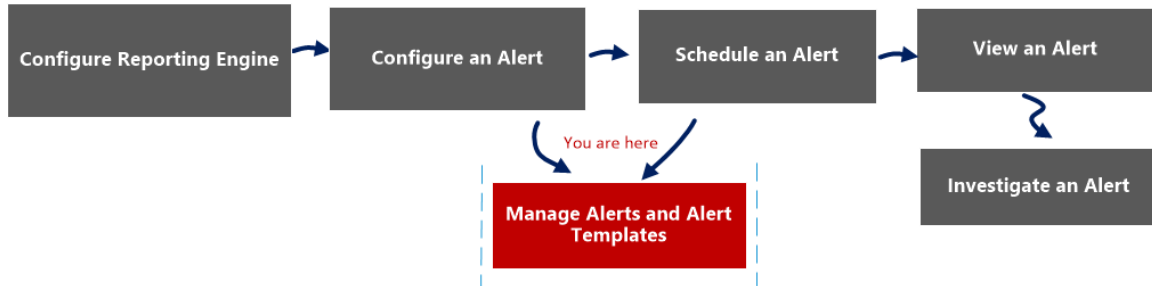 Configure Reporting Engine
Configure an Alert
Schedule an Alert
View an Alert
You are here
Manage Alerts and Alert
Templates
Investigate an Alert